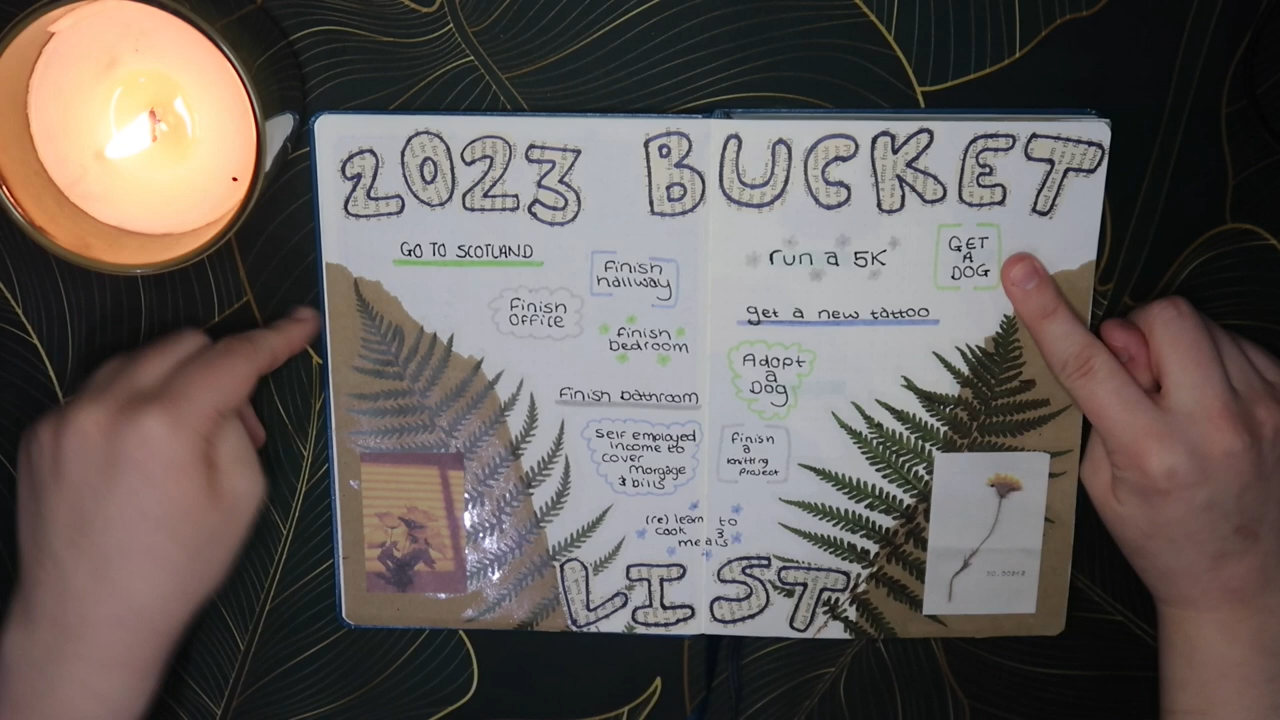 2023 BUCKET
GO TO SCOTLAND
Finish
hallway
Finish
Office
finish
bedroom
Finish bathroom
Self employed
income to
cover
Morgage
& bills
(re) learn to
cook 3
meals
run a 5K
GET
A
DOG
get a new tattoo
Adopt
a
Dog
Finish
a
knitting
Project
LIST